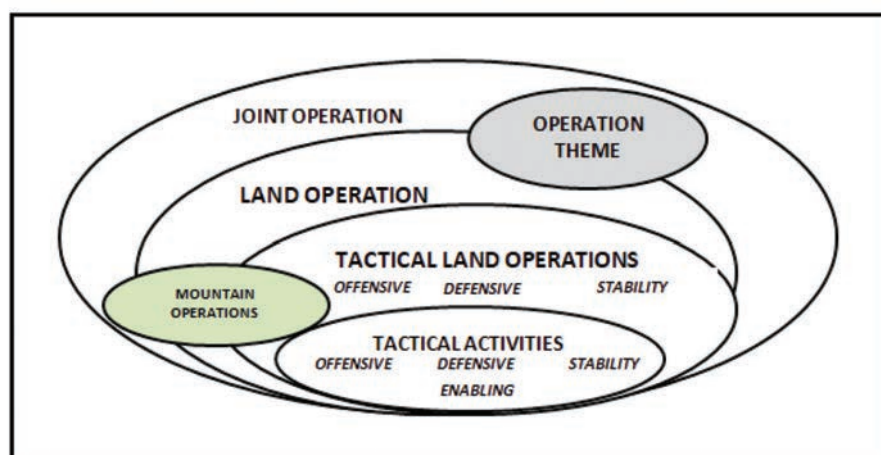 JOINT OPERATION
OPERATION
THEME
LAND OPERATION
TACTICAL LAND OPERATIONS
OFFENSIVE DEFENSIVE STABILITY
MOUNTAIN
OPERATIONS
TACTICAL ACTIVITIES
OFFENSIVE DEFENSIVE STABILITY
ENABLING